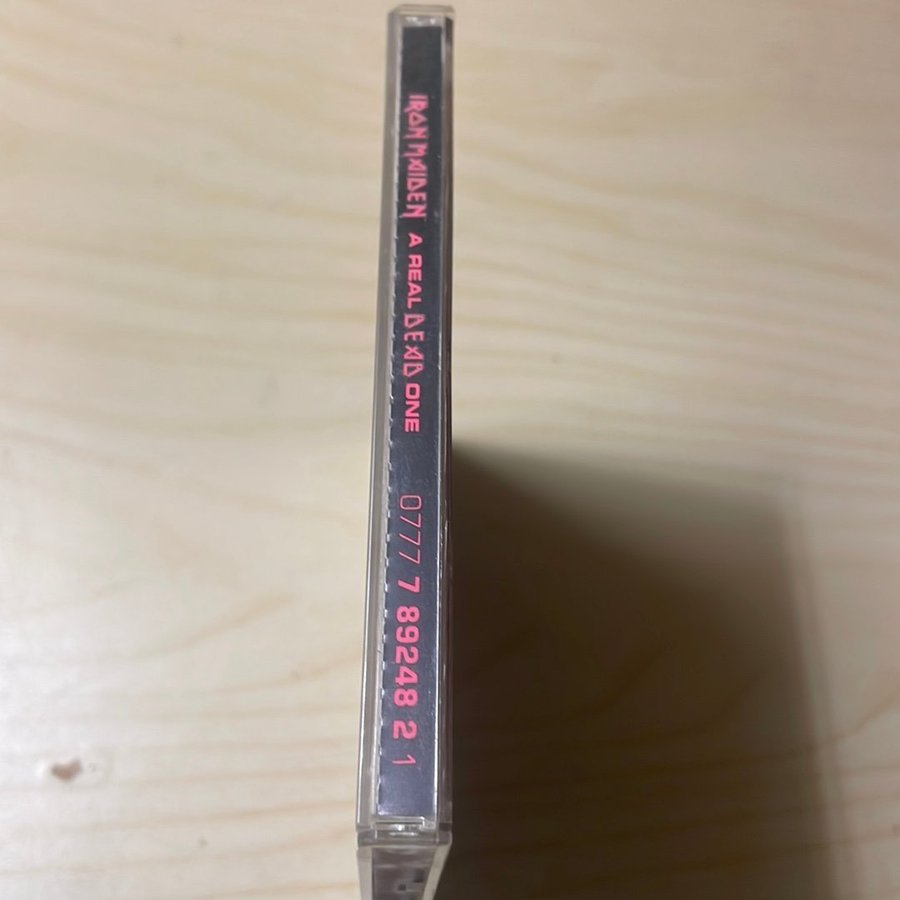 IRON MAIDEN A REAL DEAD ONE 0777 7 89248 2 1